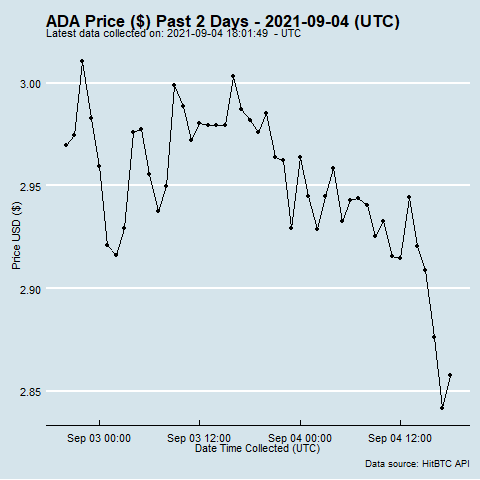 ADA Price ($) Past 2 Days - 2021-09-04 (UTC)
Latest data collected on: 2021-09-04 18:01:49  - UTC
3.00
2.95
2.90
2.85
Price USD ($)
Sep 03 00:00 Sep 03 12:00 Sep 04 00:00 Sep 04 12:00
Date Time Collected (UTC)
Data source: HitBTC API